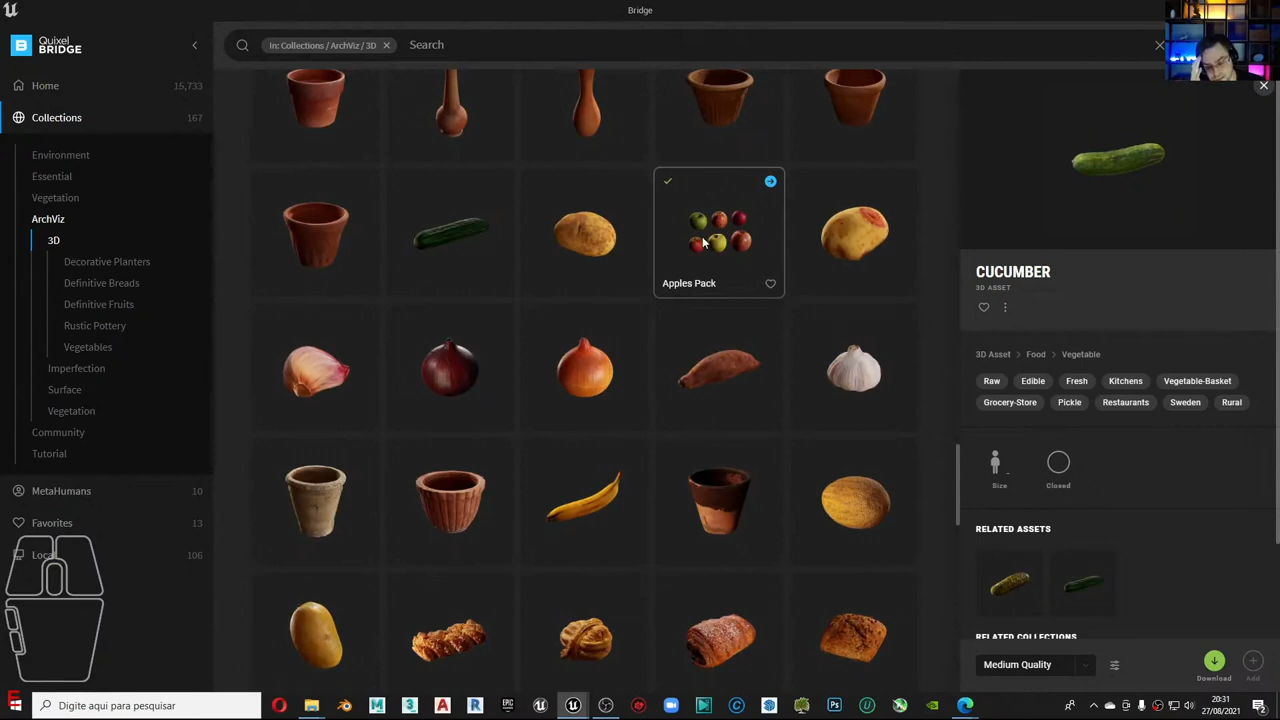 Bridge
Quixel
BRIDGE
In: Collections / ArchViz / 3D
Search
Home
15,733
Collections
167
Environment
Essential
Vegetation
ArchViz
3D
Decorative Planters
Definitive Breads
Definitive Fruits
Rustic Pottery
Vegetables
Imperfection
Surface
Vegetation
Community
Tutorial
MetaHumans
10
Favorites
13
106
Apples Pack
CUCUMBER
3D ASSET
3D Asset > Food > Vegetable
Raw Edible Fresh Kitchens Vegetable-Basket
Grocery-Store Pickle Restaurants Sweden Rural
Size Closed
RELATED ASSETS
RELATED COLLECTIONS
Medium Quality
Download
Add
Digite aqui para pesquisar
20:31
27/08/2021